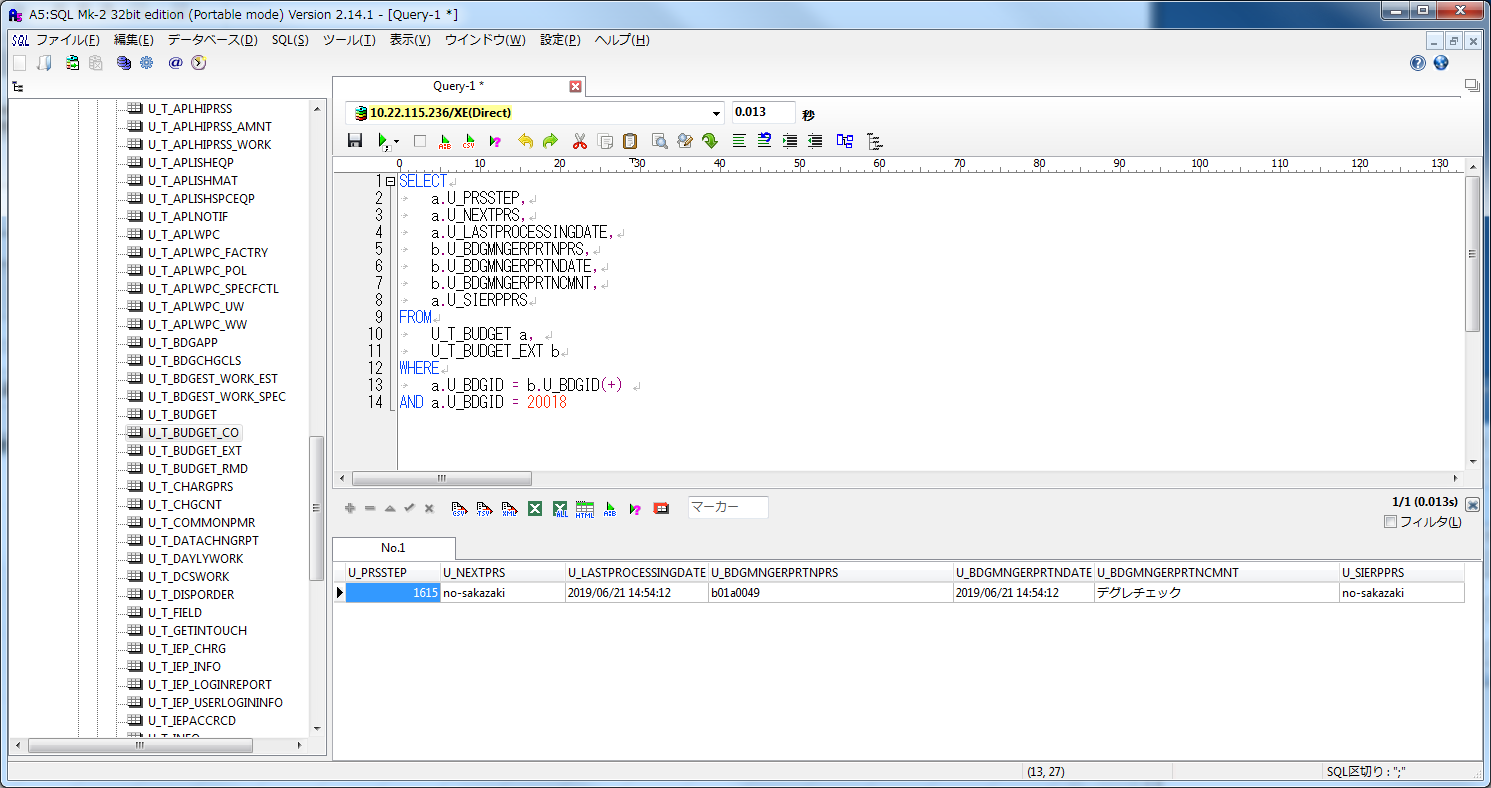 A5:SQL Mk-2 32bit edition (Portable mode) Version 2.14.1 - [Query-1 *]
SQL ファイル(F) 編集(E) データベース(D) SQL(S) ツール(T) 表示(V) ウインドウ(W) 設定(P) ヘルプ(H)
U_T_APLHIPRSS
U_T_APLHIPRSS_AMNT
U_T_APLHIPRSS_WORK
U_T_APLISHEQP
U_T_APLISHMAT
U_T_APLISHSPCEQP
U_T_APLNOTIF
U_T_APLWPC
U_T_APLWPC_FACTRY
U_T_APLWPC_POL
U_T_APLWPC_SPECFCTL
U_T_APLWPC_UW
U_T_APLWPC_WW
U_T_BDGAPP
U_T_BDGCHGCLS
U_T_BDGEST_WORK_EST
U_T_BDGEST_WORK_SPEC
U_T_BUDGET
U_T_BUDGET_CO
U_T_BUDGET_EXT
U_T_BUDGET_RMD
U_T_CHARGPRS
U_T_CHGCNT
U_T_COMMONPMR
U_T_DATACHNGRPT
U_T_DAYLYWORK
U_T_DCSWORK
U_T_DISPORDER
U_T_FIELD
U_T_GETINTOUCH
U_T_IEP_CHRG
U_T_IEP_INFO
U_T_IEP_LOGINREPORT
U_T_IEP_USERLOGININFO
U_T_IEPACCRCD
U_T_INFO
Query-1 *
10.22.115.236/XE(Direct) 0.013 秒
0 10 20 30 40 50 60 70 80 90 100 110 120 130
1 SELECT
2 a.U_PRSSTEP,
3 a.U_NEXTPRS,
4 a.U_LASTPROCESSINGDATE,
5 b.U_BDGMNGERPRTNPRS,
6 b.U_BDGMNGERPRTNDATE,
7 b.U_BDGMNGERPRTNCMNT,
8 a.U_SIERPPRS
9 FROM
10 U_T_BUDGET a,
11 U_T_BUDGET_EXT b
12 WHERE
13 a.U_BDGID = b.U_BDGID(+)
14 AND a.U_BDGID = 20018
マーカー
1/1 (0.013s)
フィルタ(L)
No.1
U_PRSSTEP U_NEXTPRS U_LASTPROCESSINGDATE U_BDGMNGERPRTNPRS U_BDGMNGERPRTNDATE U_BDGMNGERPRTNCMNT U_SIERPPRS
1615 no-sakazaki 2019/06/21 14:54:12 b01a0049 2019/06/21 14:54:12 デグレチェック no-sakazaki
(13, 27) SQL区切り : ";"